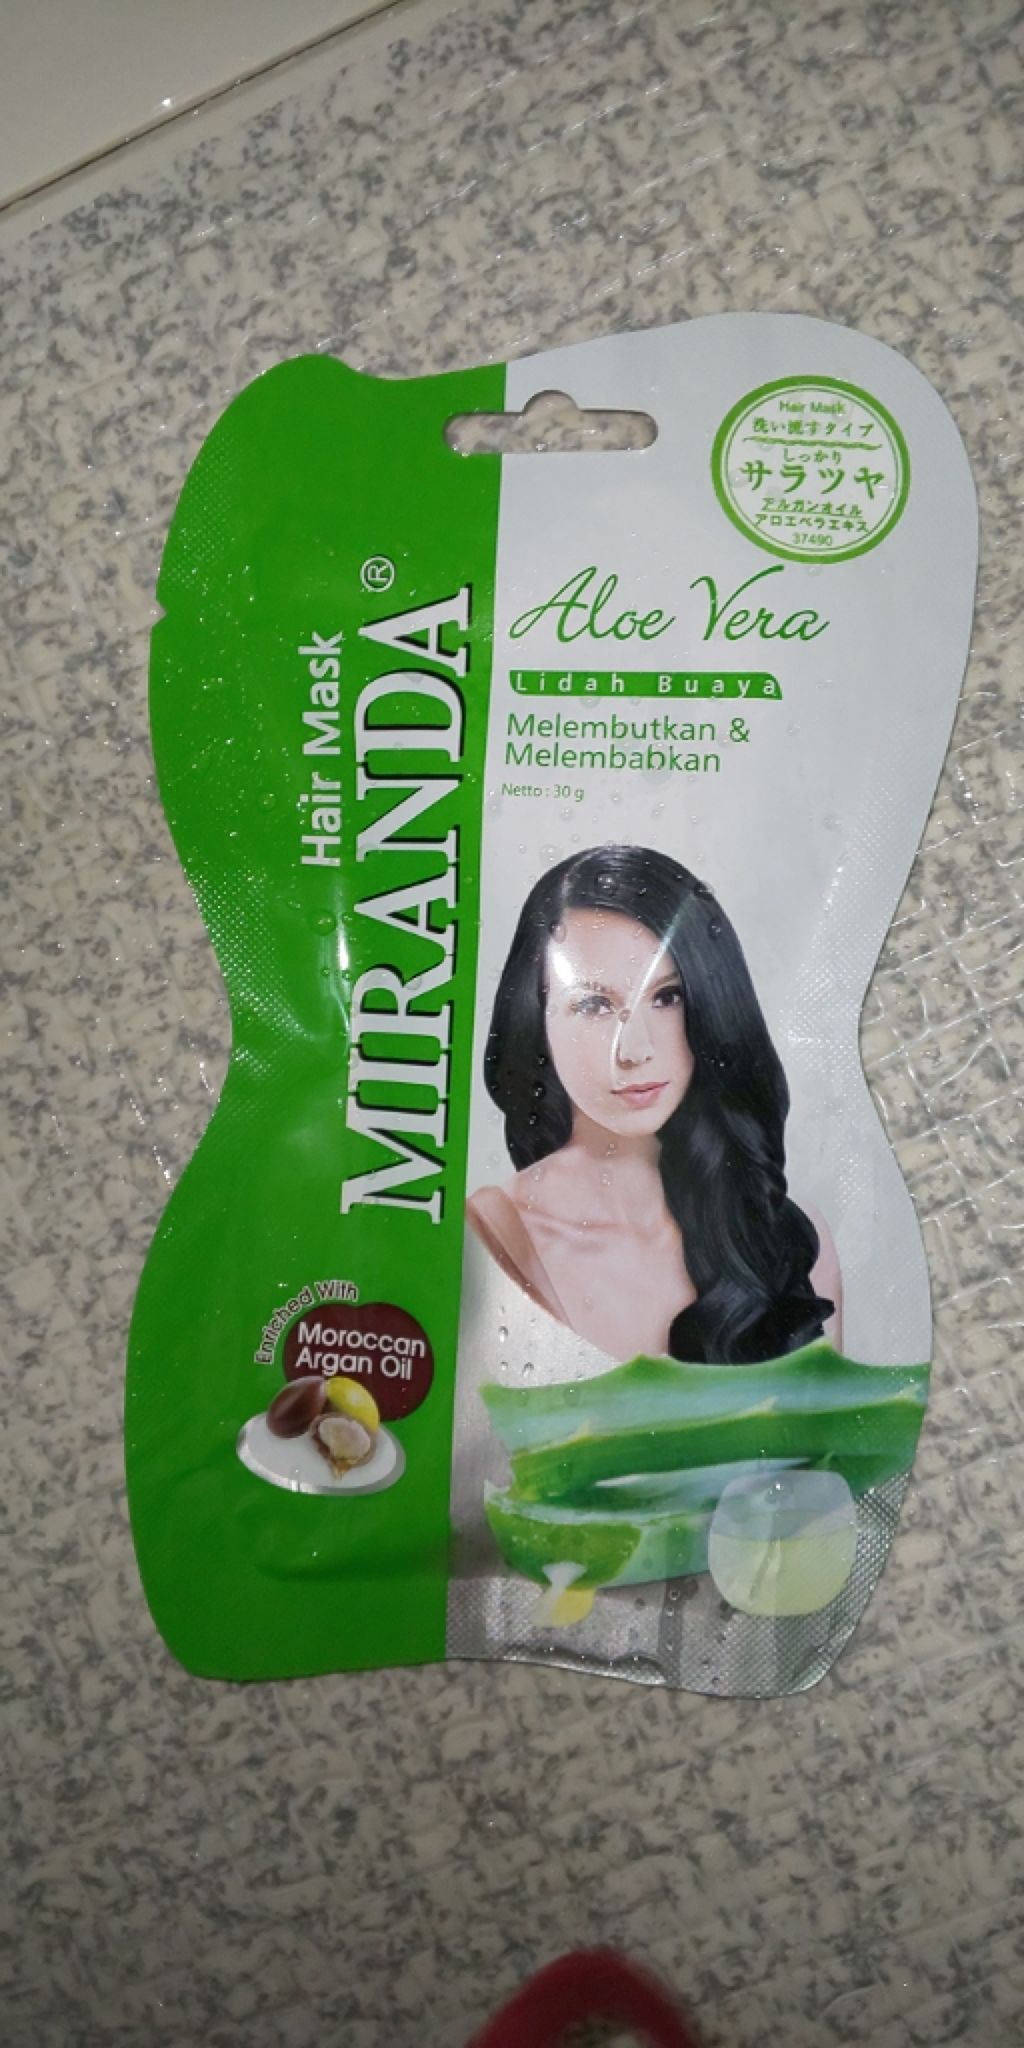 Hair Mask
MIRANDA®
Hair Mask
洗い流すタイプ
しっかり
サラツヤ
アルガンオイル
アロエベラエキス
37490
Aloe Vera
Lidah Buaya
Melembutkan &
Melembabkan
Netto : 30 g
Enriched With
Moroccan
Argan Oil